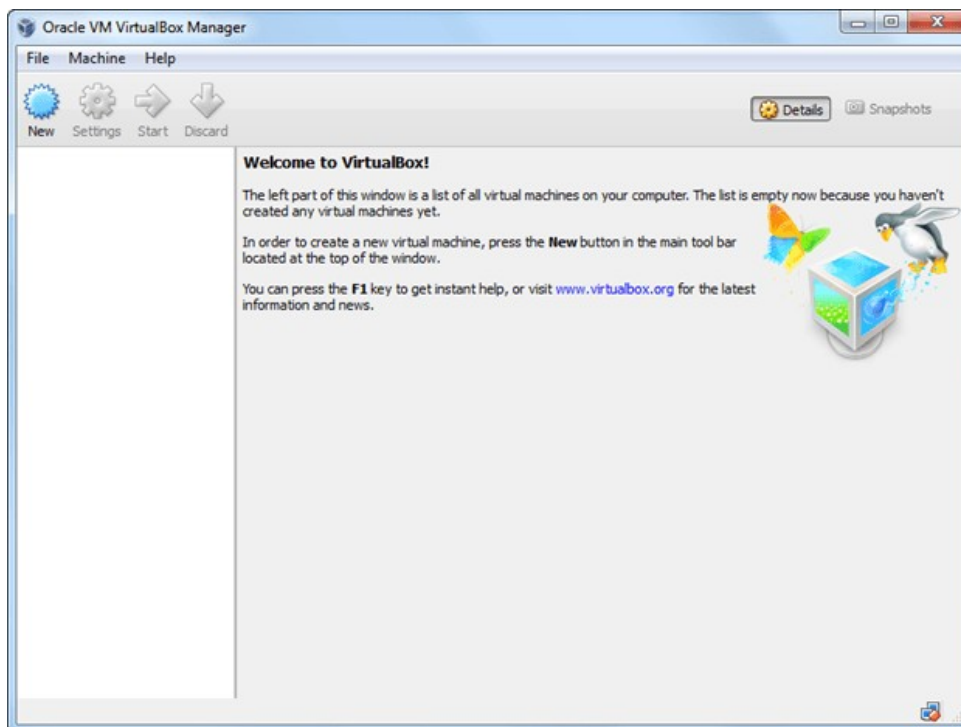 Oracle VM VirtualBox Manager
File Machine Help
New Settings Start Discard Details Snapshots
Welcome to VirtualBox!
The left part of this window is a list of all virtual machines on your computer. The list is empty now because you haven't
created any virtual machines yet.
In order to create a new virtual machine, press the New button in the main tool bar
located at the top of the window.
You can press the F1 key to get instant help, or visit www.virtualbox.org for the latest
information and news.